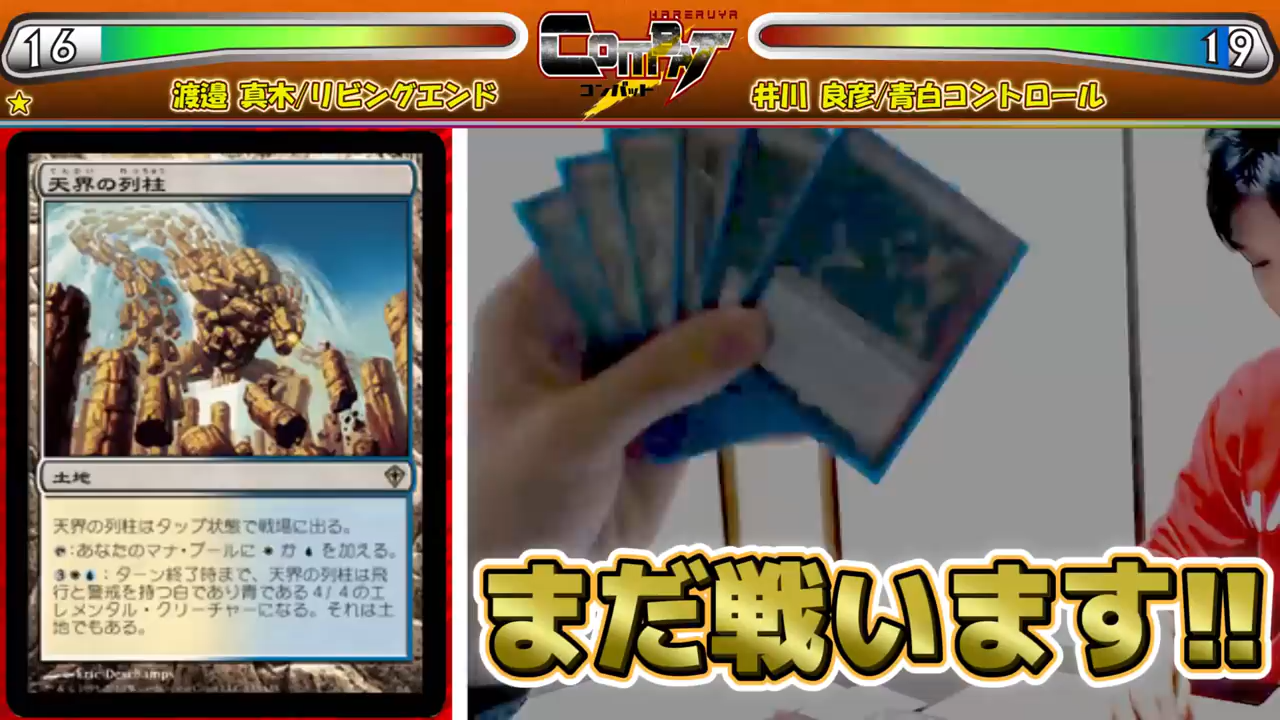 16
HARERUYA
COMBAT
コンバット
19
渡邉 真木/リビングエンド
井川 良彦/青白コントロール
天界の列柱
土地
天界の列柱はタップ状態で戦場に出る。
:あなたのマナ・プールに か を加える。
:ターン終了時まで、天界の列柱は飛
行と警戒を持つ白であり青である4/4のエ
レメンタル・クリーチャーになる。それは土
地でもある。
Eric Deschamps
まだ戦います!!